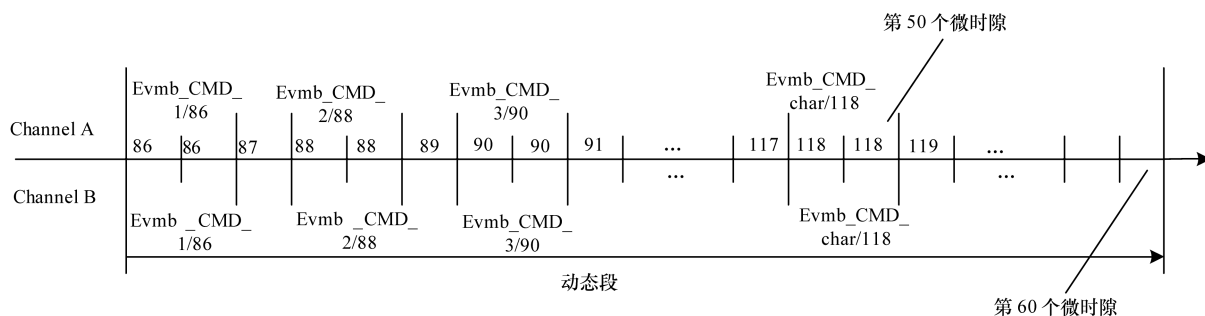 第 50 个微时隙
Evmb_CMD_
1/86
Evmb_CMD_
2/88
Evmb_CMD_
3/90
Evmb_CMD_
char/118
Channel A
86 86 87 88 88 89 90 90 91 ... 117 118 118 119 ...
... ...
Channel B
Evmb _CMD_
1/86
Evmb _CMD_
2/88
Evmb_CMD_
3/90
Evmb_CMD_
char/118
动态段
第 60 个微时隙